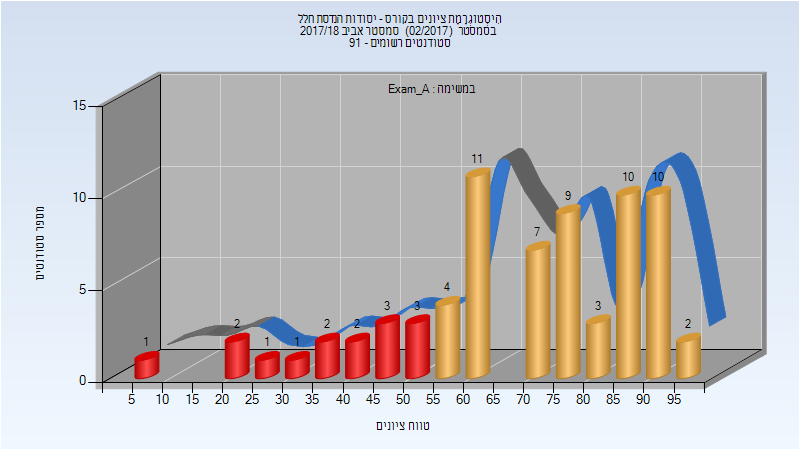 היסטוגרמת ציונים בקורס - יסודות הנדסת חלל
בסמסטר  (02/2017)  סמסטר אביב 2017/18
סטודנטים רשומים - 91
במשימה : Exam_A
מספר סטודנטים
15
10
5
0
1 2 1 1 2 2 3 3 4 11 7 9 3 10 10 2
5 10 15 20 25 30 35 40 45 50 55 60 65 70 75 80 85 90 95
טווח ציונים